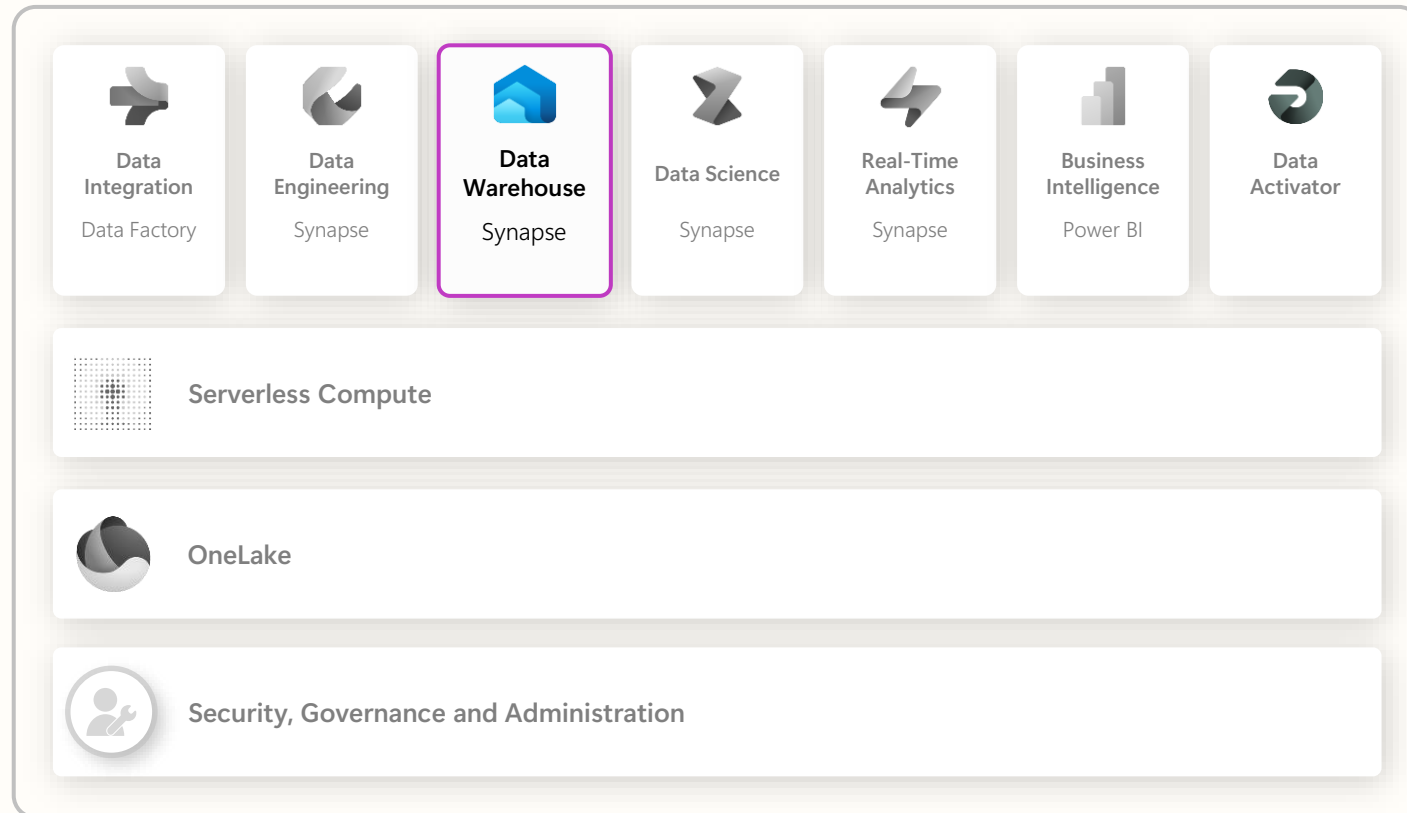 Data
Integration
Data Factory
Data
Engineering
Synapse
Data
Warehouse
Synapse
Data Science
Synapse
Real-Time
Analytics
Synapse
Business
Intelligence
Power BI
Data
Activator
Serverless Compute
OneLake
Security, Governance and Administration